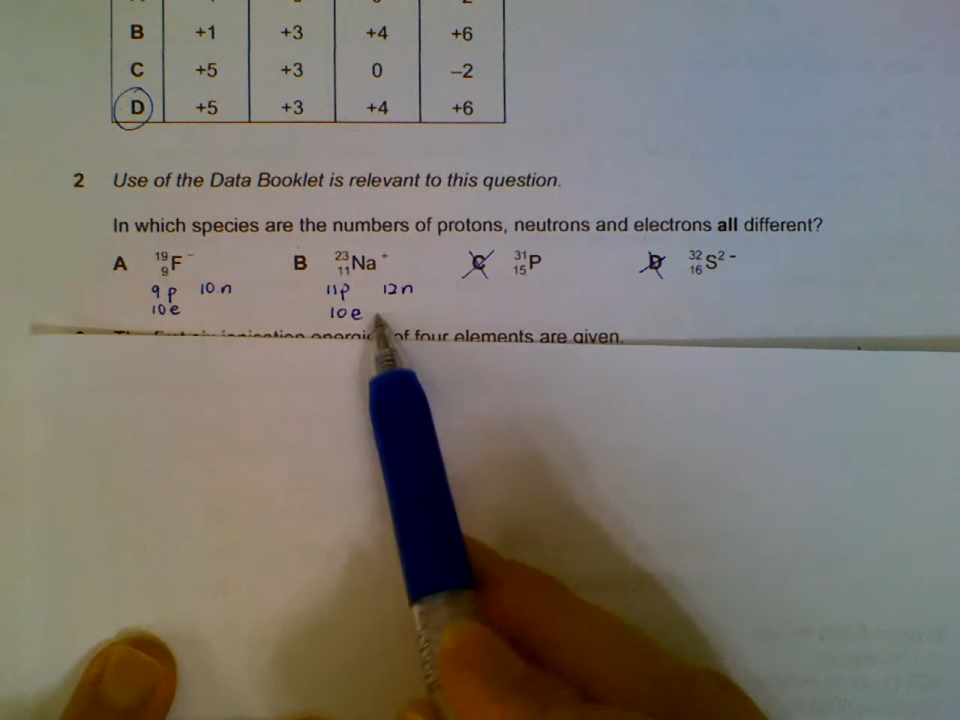 B +1 +3 +4 +6
C +5 +3 0 –2
D +5 +3 +4 +6
2 Use of the Data Booklet is relevant to this question.
In which species are the numbers of protons, neutrons and electrons all different?
A ¹⁹₉F⁻ B ²³₁₁Na⁺ C ³¹₁₅P D ³²₁₆S²⁻
9p 10n 11p 12n
10e 10e
of four elements are given.